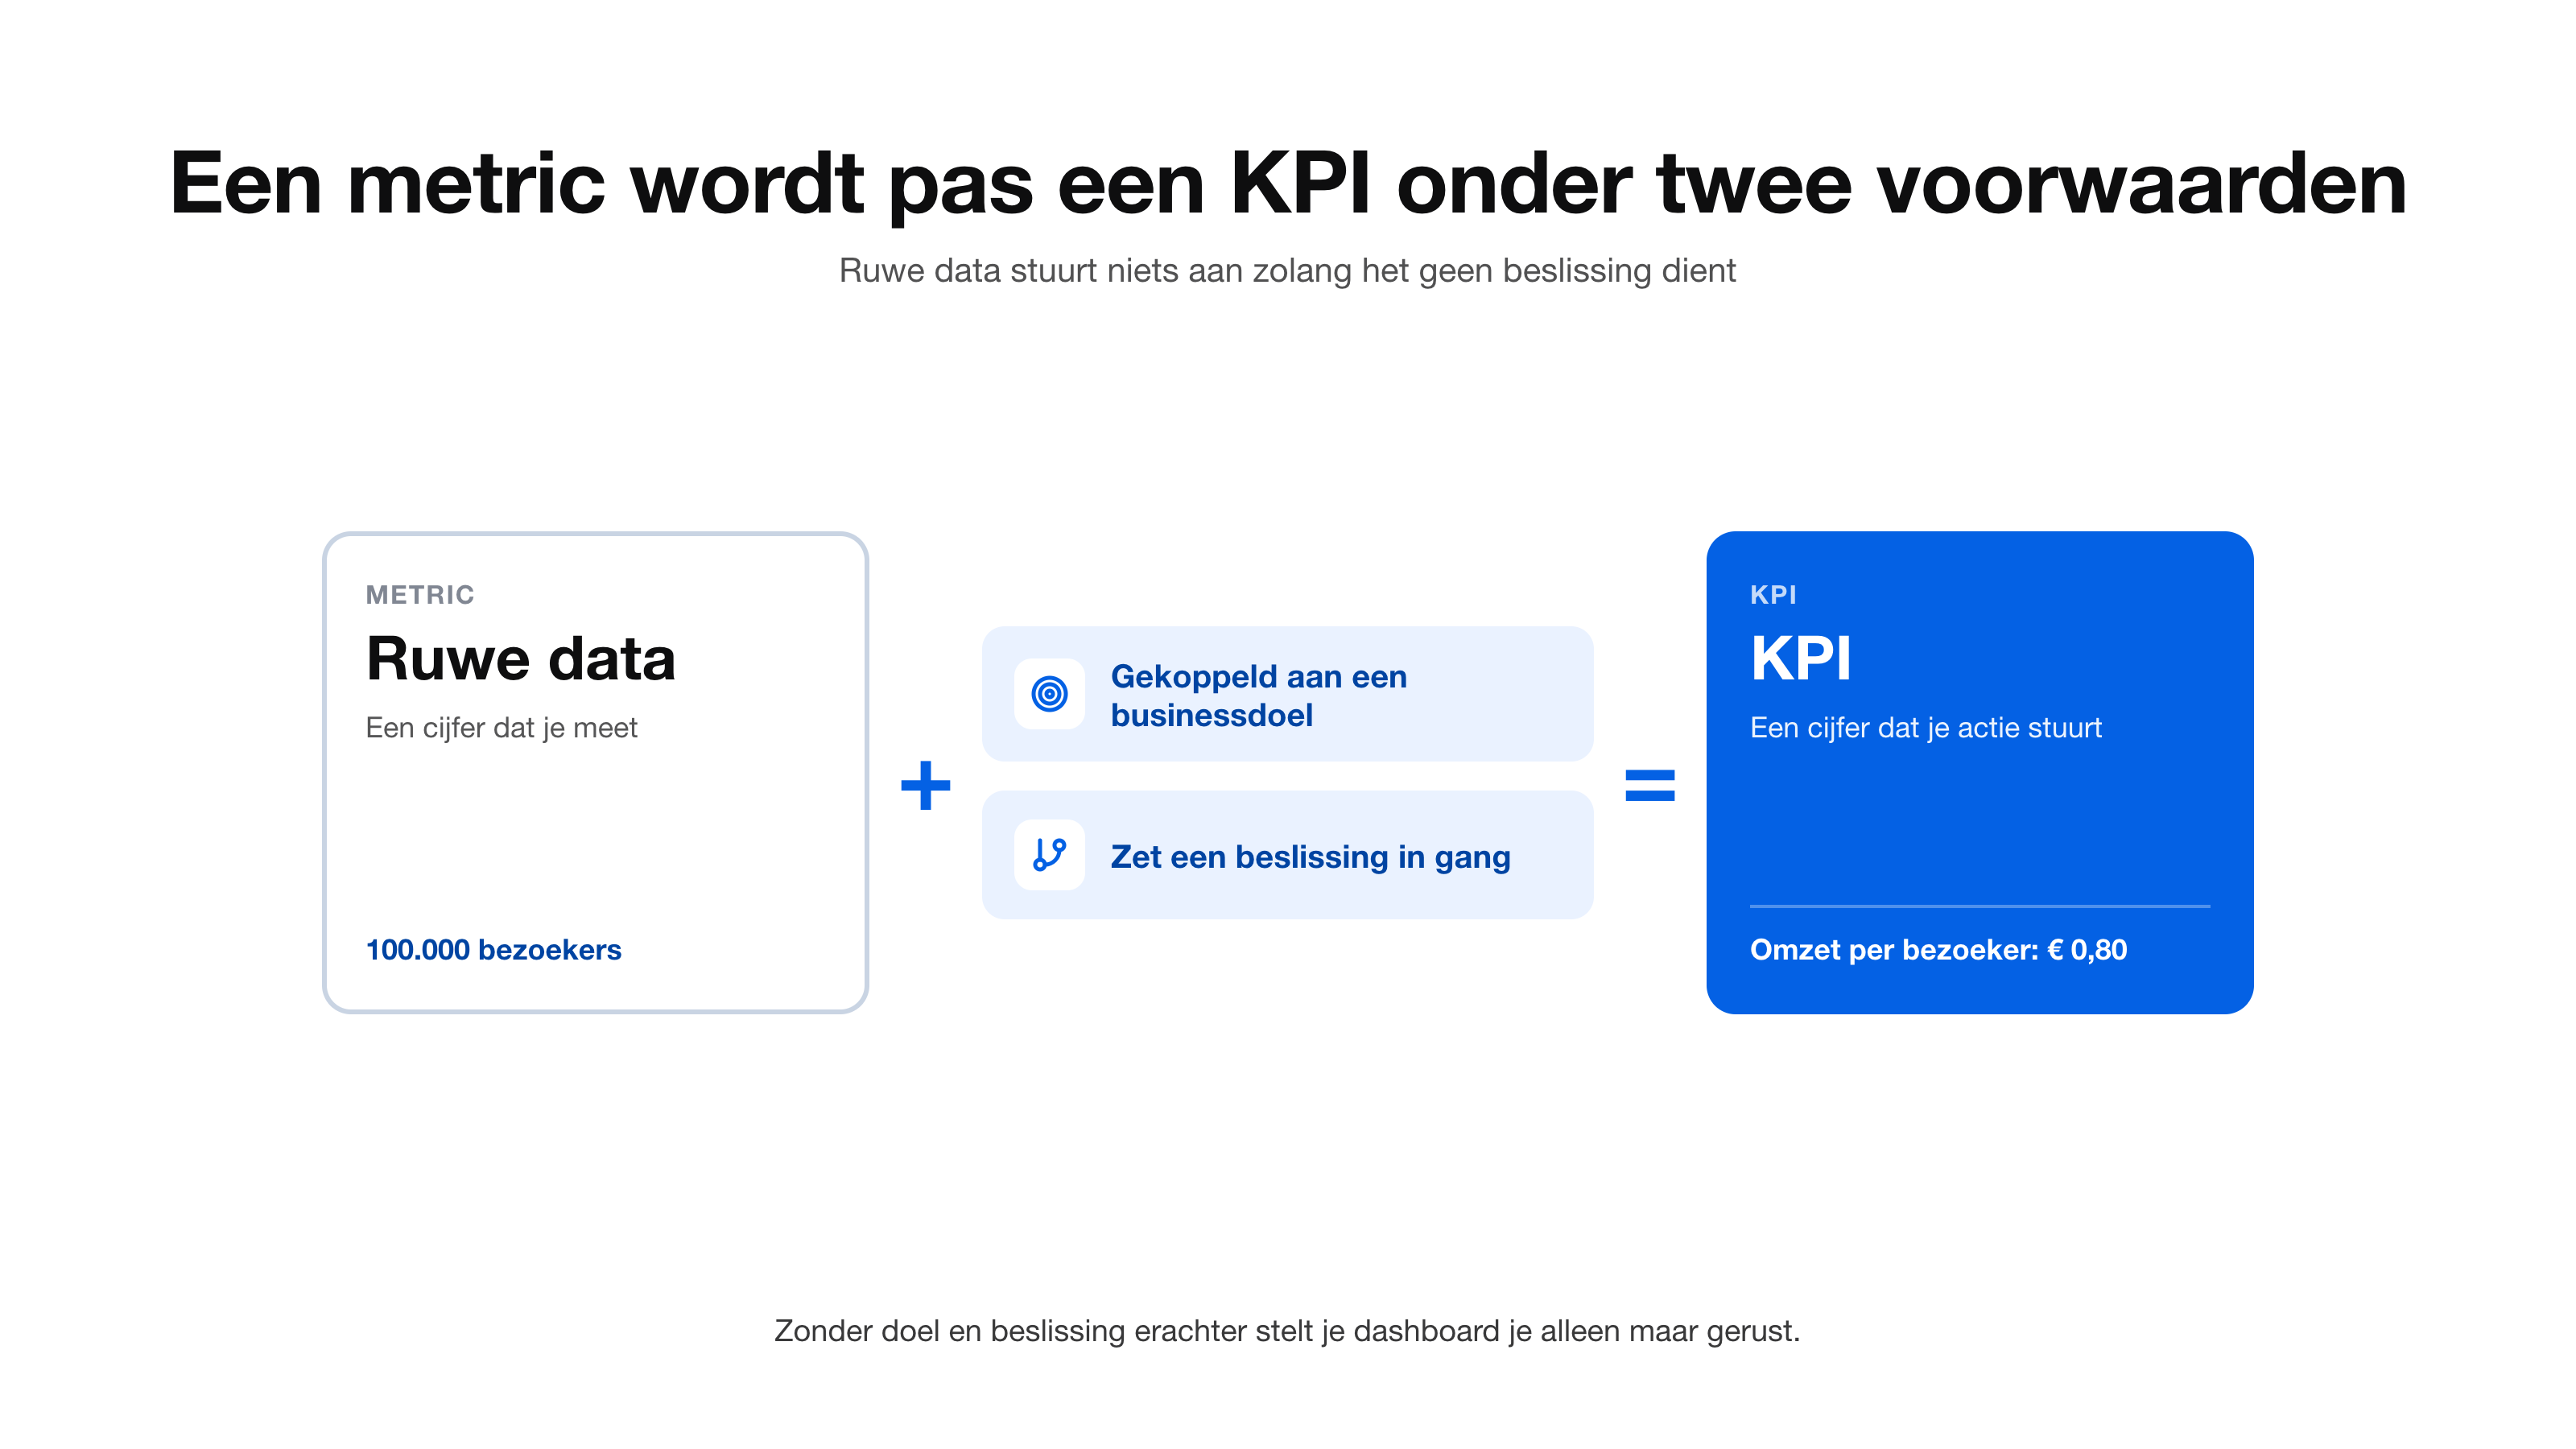 Een metric wordt pas een KPI onder twee voorwaarden
Ruwe data stuurt niets aan zolang het geen beslissing dient
METRIC
Ruwe data
Een cijfer dat je meet
100.000 bezoekers
+
Gekoppeld aan een
businessdoel
Zet een beslissing in gang
=
KPI
KPI
Een cijfer dat je actie stuurt
Omzet per bezoeker: € 0,80
Zonder doel en beslissing erachter stelt je dashboard je alleen maar gerust.